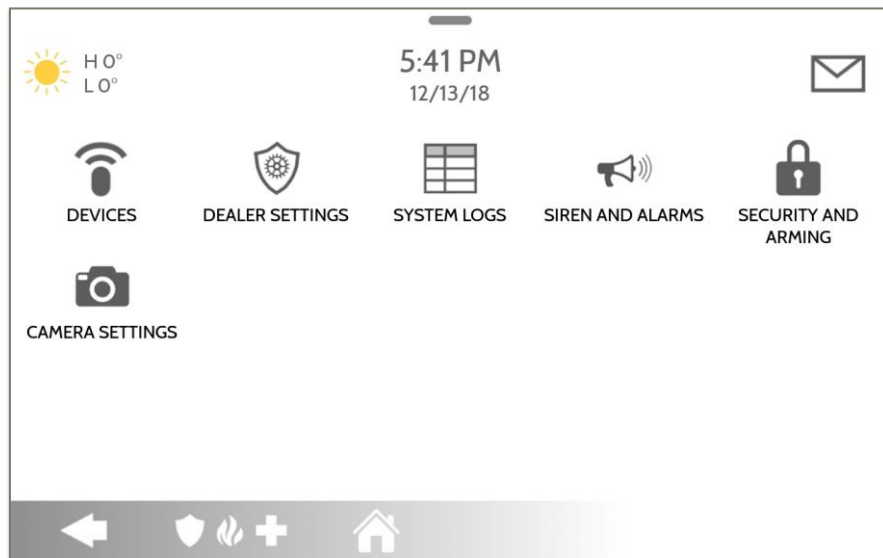 H 0°
L 0°
5:41 PM
12/13/18
DEVICES
DEALER SETTINGS
SYSTEM LOGS
SIREN AND ALARMS
SECURITY AND
ARMING
CAMERA SETTINGS